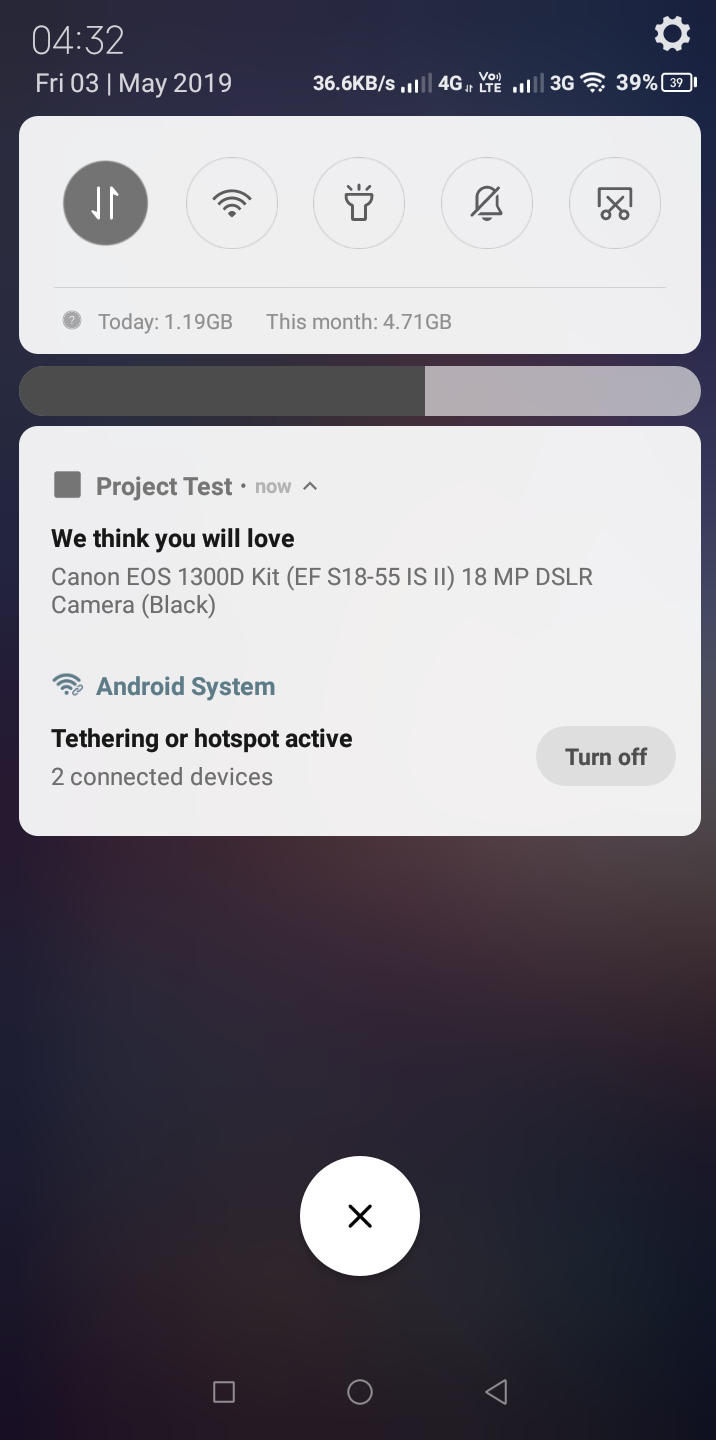 04:32
Fri 03 | May 2019 36.6KB/s 4G VoLTE 3G 39% 39
Today: 1.19GB This month: 4.71GB
Project Test • now
We think you will love
Canon EOS 1300D Kit (EF S18-55 IS II) 18 MP DSLR
Camera (Black)
Android System
Tethering or hotspot active
2 connected devices
Turn off